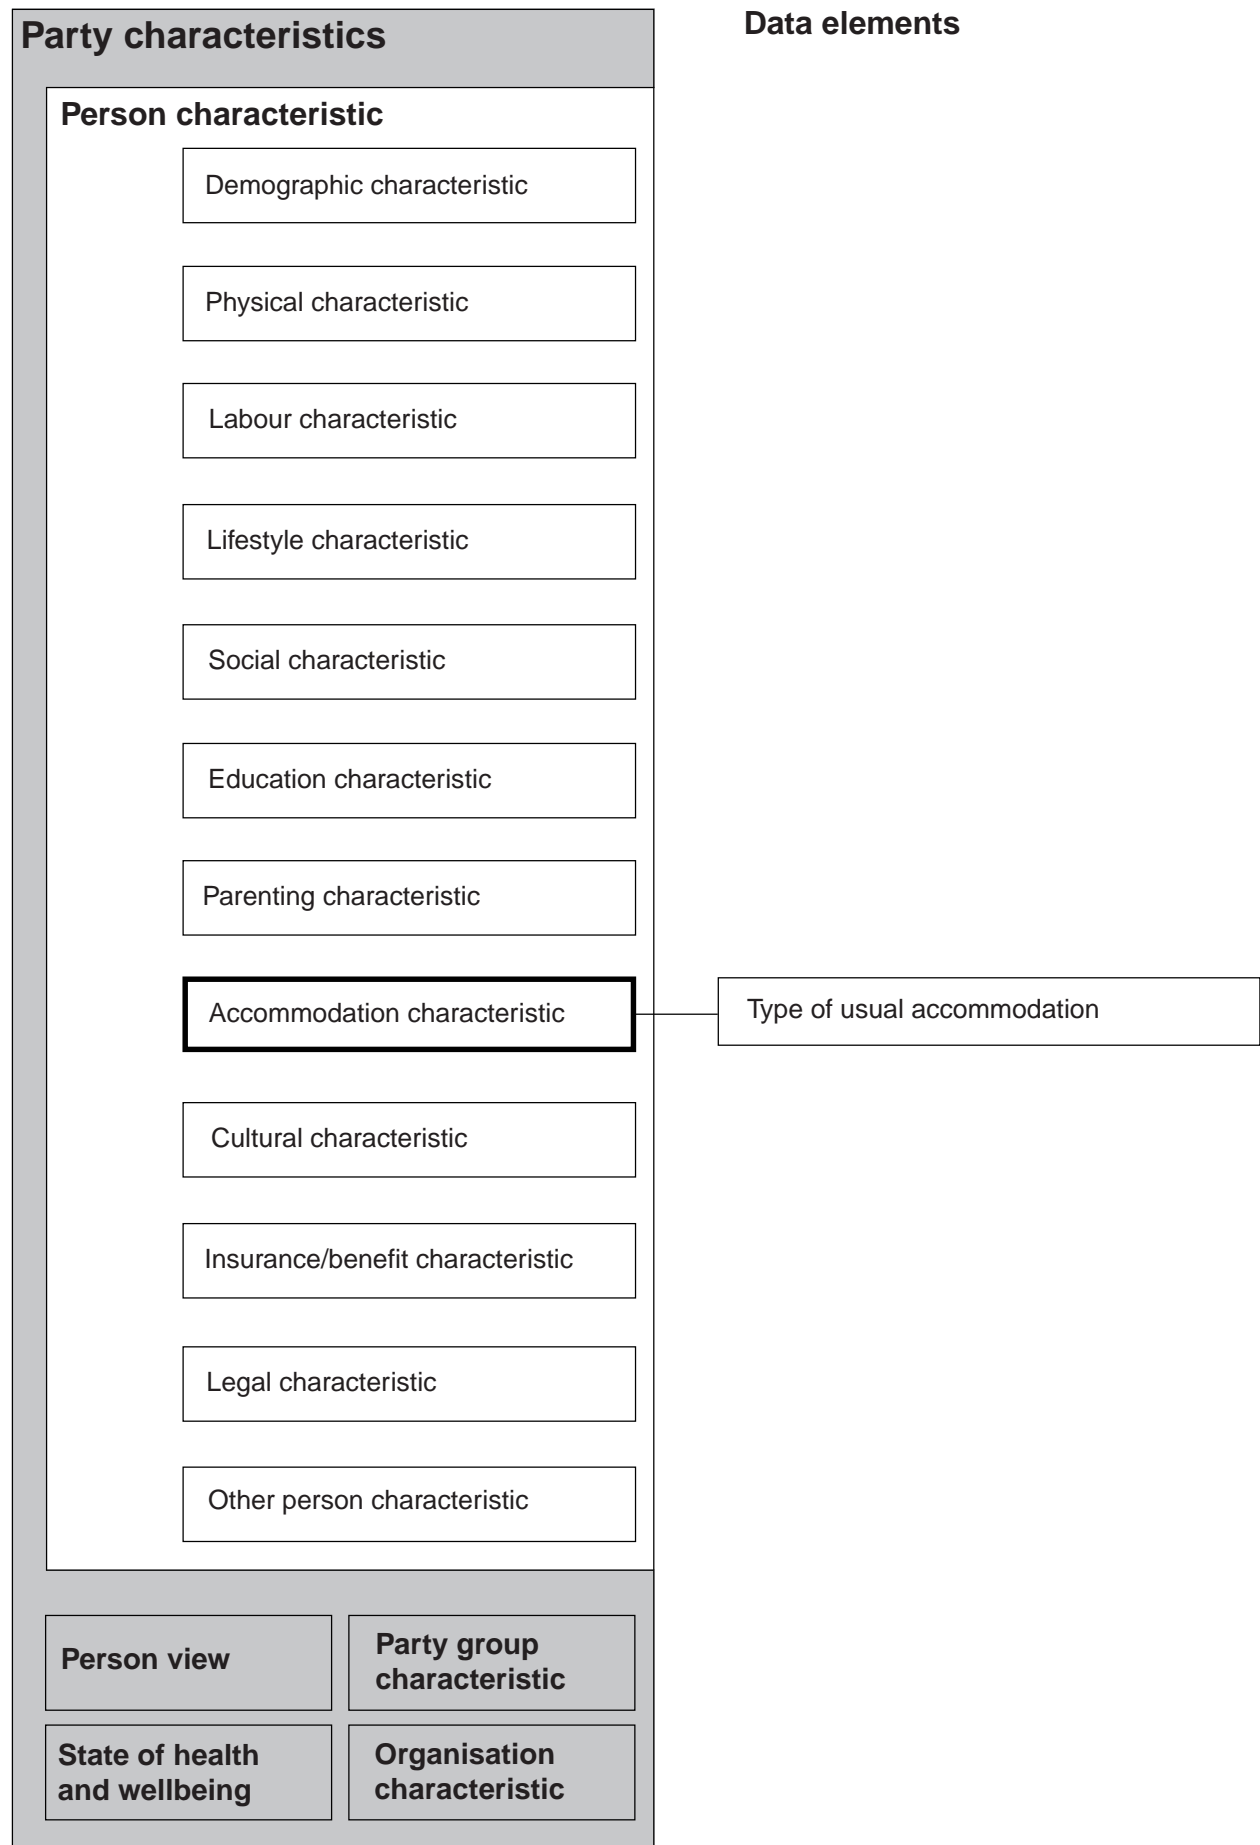 Party characteristics
Data elements
Person characteristic
Demographic characteristic
Physical characteristic
Labour characteristic
Lifestyle characteristic
Social characteristic
Education characteristic
Parenting characteristic
Accommodation characteristic
Type of usual accommodation
Cultural characteristic
Insurance/benefit characteristic
Legal characteristic
Other person characteristic
Person view
Party group
characteristic
State of health
and wellbeing
Organisation
characteristic